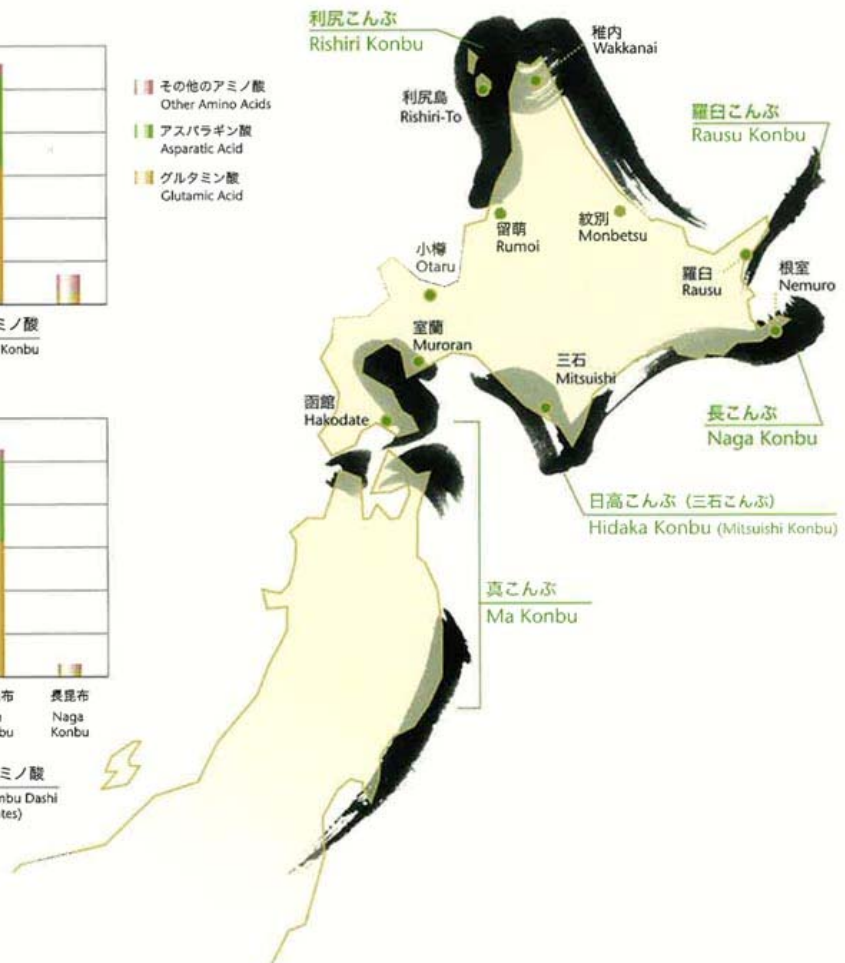 その他のアミノ酸
Other Amino Acids
アスパラギン酸
Asparatic Acid
グルタミン酸
Glutamic Acid
ミノ酸
Konbu
布
bu
長昆布
Naga
Konbu
ミノ酸
nbu Dashi
tes)
利尻こんぶ
Rishiri Konbu
稚内
Wakkanai
利尻島
Rishiri-To
羅臼こんぶ
Rausu Konbu
留萌
Rumoi
紋別
Monbetsu
小樽
Otaru
羅臼
Rausu
根室
Nemuro
室蘭
Muroran
三石
Mitsuishi
函館
Hakodate
長こんぶ
Naga Konbu
日高こんぶ (三石こんぶ)
Hidaka Konbu (Mitsuishi Konbu)
真こんぶ
Ma Konbu